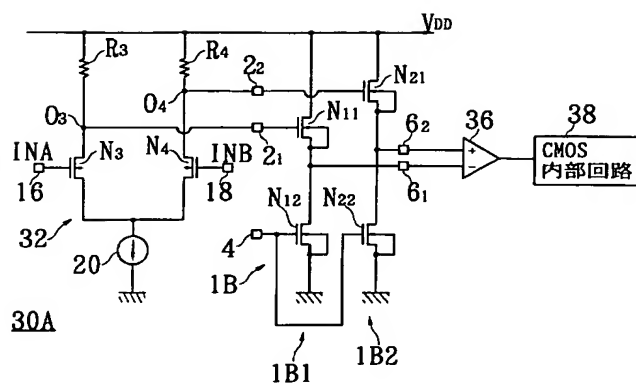 VDD
R3
R4
O3
O4
22
21
N21
N11
INA
N3
N4
INB
16
18
62
61
36
38
CMOS
内部回路
+
−
N12
N22
4
32
20
1B
30A
1B1
1B2